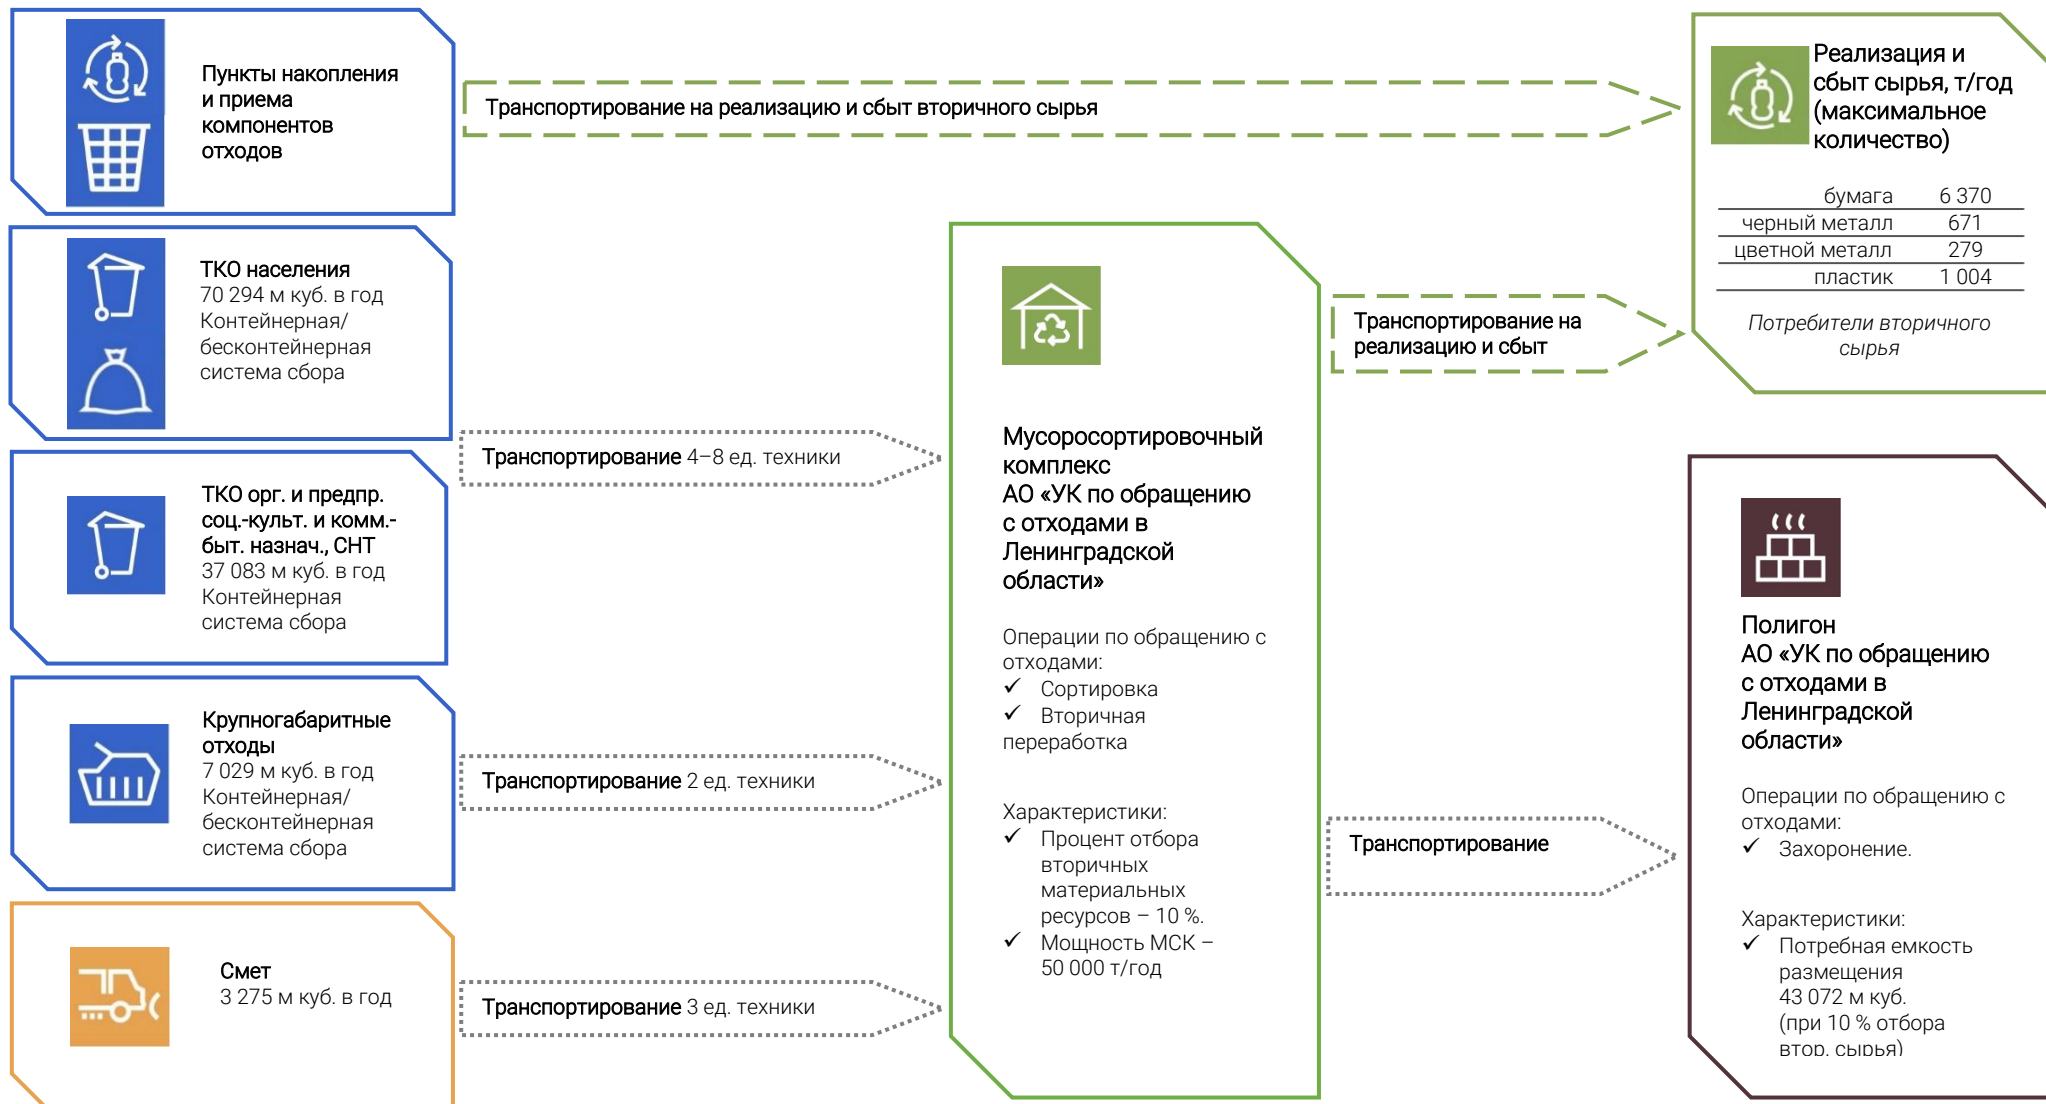 Пункты накопления
и приема
компонентов
отходов
Транспортирование на реализацию и сбыт вторичного сырья
Реализация и
сбыт сырья, т/год
(максимальное
количество)
бумага 6 370
черный металл 671
цветной металл 279
пластик 1 004
Потребители вторичного
сырья
ТКО населения
70 294 м куб. в год
Контейнерная/
бесконтейнерная
система сбора
Транспортирование 4–8 ед. техники
ТКО орг. и предпр.
соц.-культ. и комм.-
быт. назнач., СНТ
37 083 м куб. в год
Контейнерная
система сбора
Крупногабаритные
отходы
7 029 м куб. в год
Контейнерная/
бесконтейнерная
система сбора
Транспортирование 2 ед. техники
Смет
3 275 м куб. в год
Транспортирование 3 ед. техники
Мусоросортировочный
комплекс
АО «УК по обращению
с отходами в
Ленинградской
области»
Операции по обращению с
отходами:
✓ Сортировка
✓ Вторичная
переработка
Характеристики:
✓ Процент отбора
вторичных
материальных
ресурсов – 10 %.
✓ Мощность МСК –
50 000 т/год
Транспортирование на
реализацию и сбыт
Транспортирование
Полигон
АО «УК по обращению
с отходами в
Ленинградской
области»
Операции по обращению с
отходами:
✓ Захоронение.
Характеристики:
✓ Потребная емкость
размещения
43 072 м куб.
(при 10 % отбора
втор. сырья)